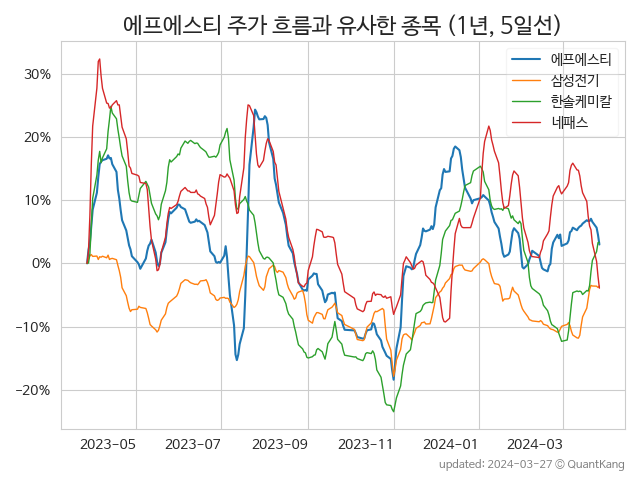 에프에스티 주가 흐름과 유사한 종목 (1년, 5일선)
에프에스티
삼성전기
한솔케미칼
네패스
30%
20%
10%
0%
−10%
−20%
2023-05 2023-07 2023-09 2023-11 2024-01 2024-03
updated: 2024-03-27 © QuantKang